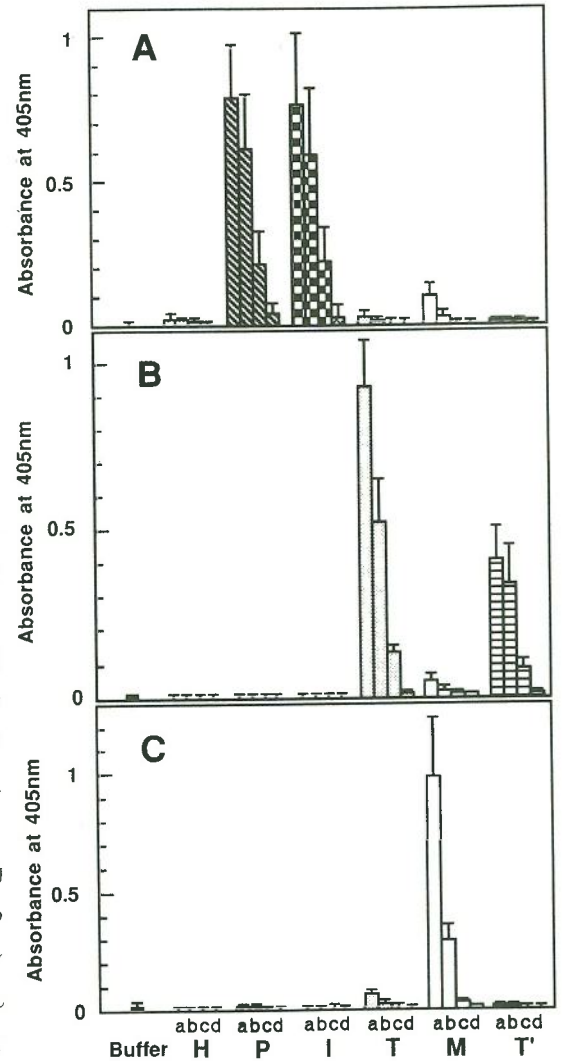 A
Absorbance at 405nm
1
0.5
0
B
Absorbance at 405nm
1
0.5
0
C
Absorbance at 405nm
1
0.5
0
abcd abcd abcd abcd abcd abcd
Buffer H P I T M T'